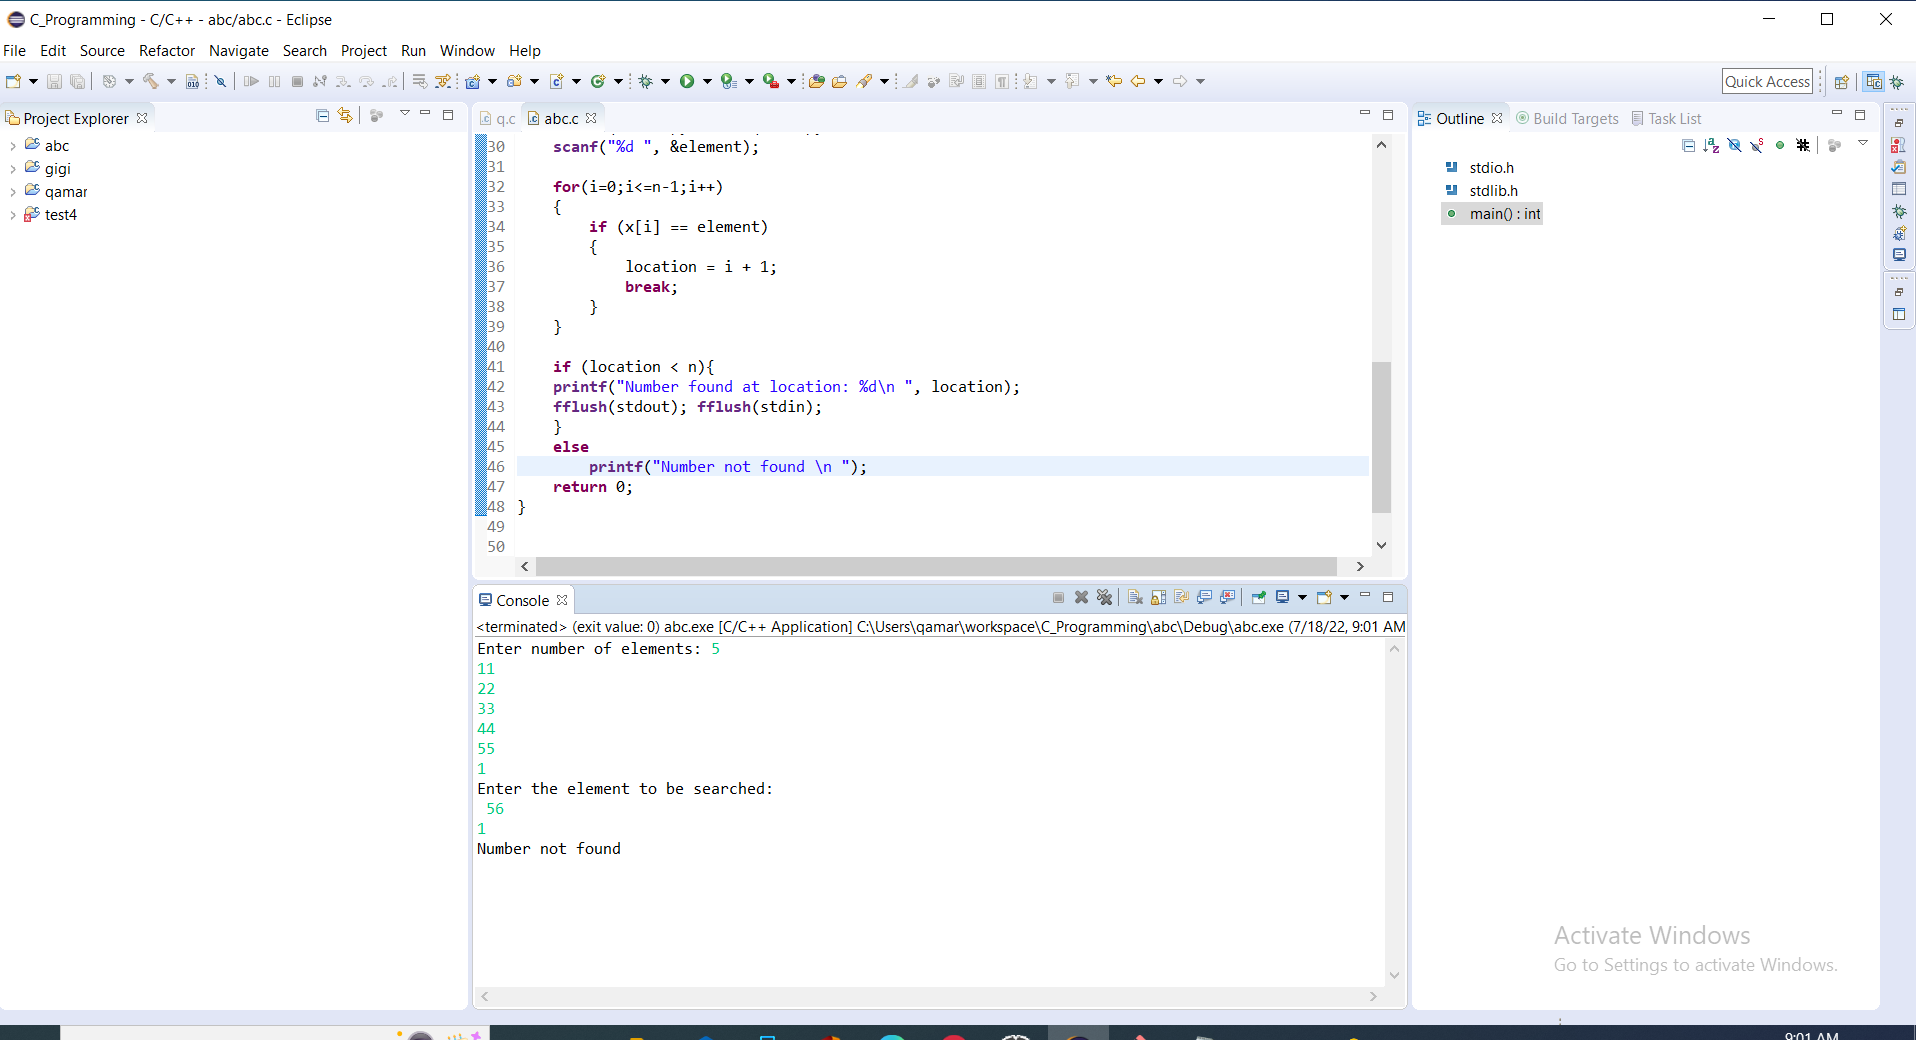 C_Programming - C/C++ - abc/abc.c - Eclipse
File Edit Source Refactor Navigate Search Project Run Window Help
Quick Access
Project Explorer
abc
gigi
qamar
test4
q.c abc.c
30 scanf("%d ", &element);
31
32 for(i=0;i<=n-1;i++)
33 {
34 if (x[i] == element)
35 {
36 location = i + 1;
37 break;
38 }
39 }
40
41 if (location < n){
42 printf("Number found at location: %d\n ", location);
43 fflush(stdout); fflush(stdin);
44 }
45 else
46 printf("Number not found \n ");
47 return 0;
48 }
49
50
Outline Build Targets Task List
stdio.h
stdlib.h
main() : int
Console
<terminated> (exit value: 0) abc.exe [C/C++ Application] C:\Users\qamar\workspace\C_Programming\abc\Debug\abc.exe (7/18/22, 9:01 AM
Enter number of elements: 5
11
22
33
44
55
1
Enter the element to be searched:
56
1
Number not found
Activate Windows
Go to Settings to activate Windows.
9:01 AM